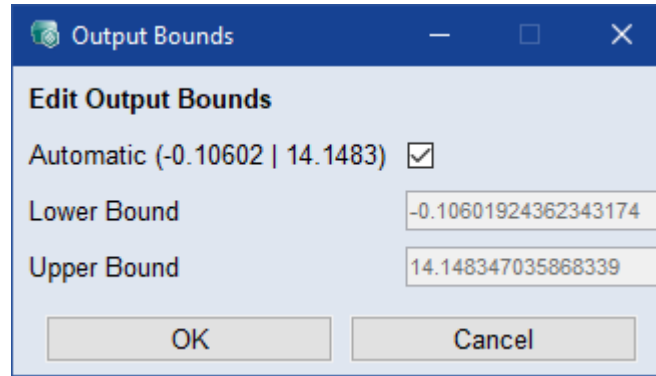 Output Bounds
Edit Output Bounds
Automatic (-0.10602 | 14.1483)
Lower Bound -0.10601924362343174
Upper Bound 14.148347035868339
OK Cancel